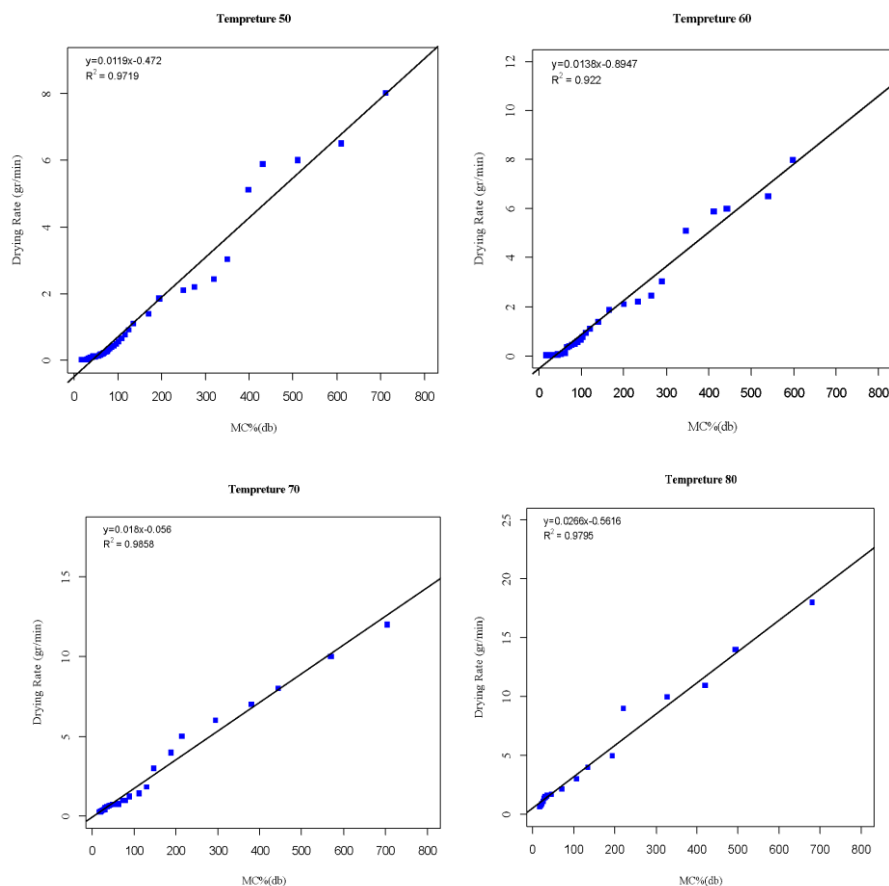 Tempreture 50
y=0.0119x-0.472
R² = 0.9719
8
6
4
2
0
Drying Rate (gr/min)
0 100 200 300 400 500 600 700 800
MC%(db)
Tempreture 60
y=0.0138x-0.8947
R² = 0.922
12
10
8
6
4
2
0
Drying Rate (gr/min)
0 100 200 300 400 500 600 700 800
MC%(db)
Tempreture 70
y=0.018x-0.056
R² = 0.9858
15
10
5
0
Drying Rate (gr/min)
0 100 200 300 400 500 600 700 800
MC%(db)
Tempreture 80
y=0.0266x-0.5616
R² = 0.9795
25
20
15
10
5
0
Drying Rate (gr/min)
0 100 200 300 400 500 600 700 800
MC%(db)